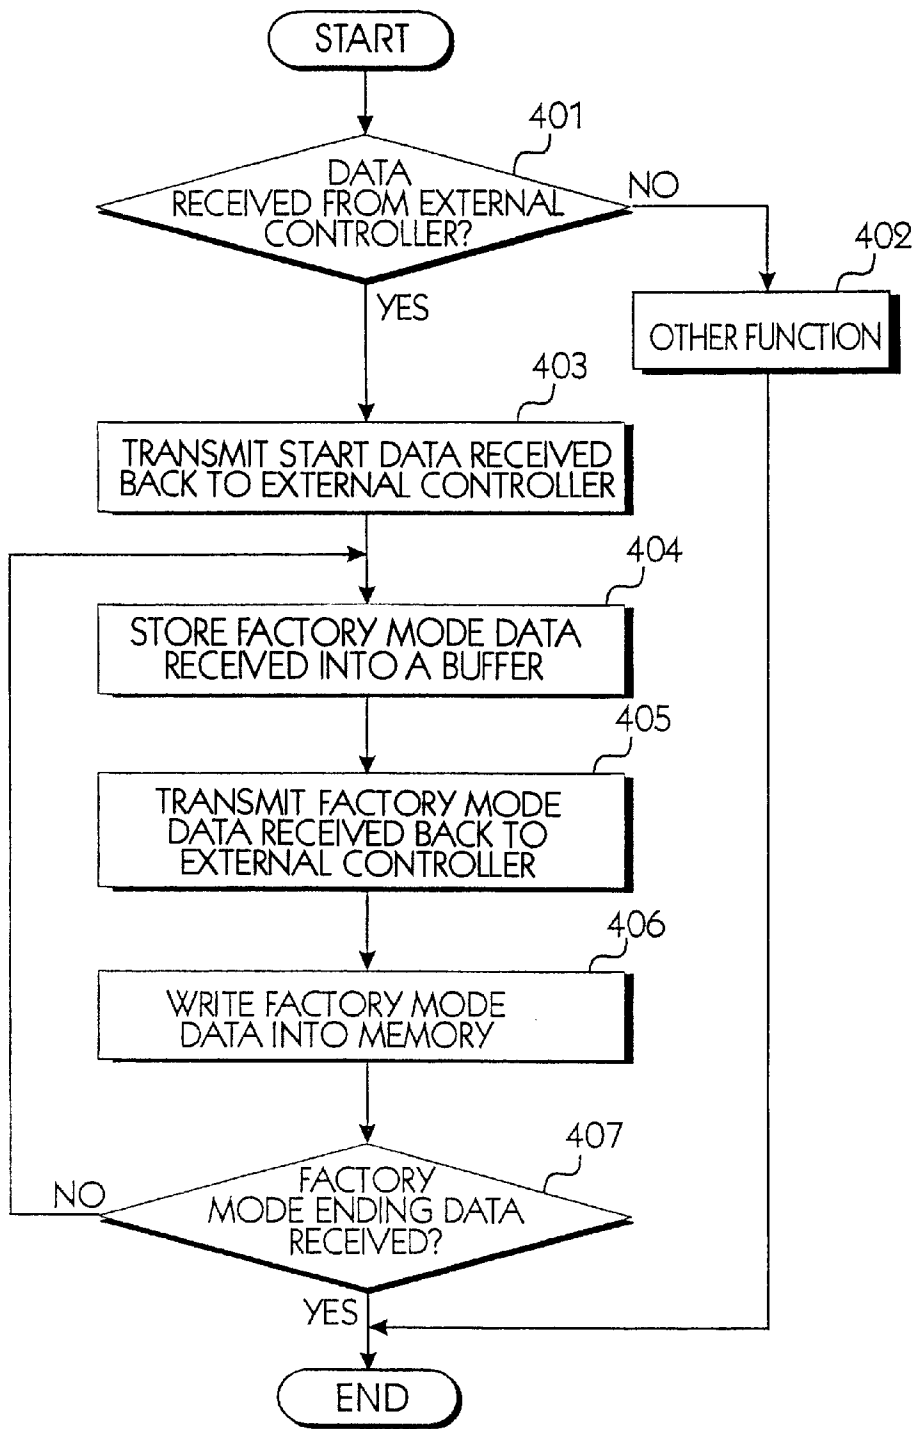 START
401
DATA
RECEIVED FROM EXTERNAL
CONTROLLER?
NO
402
YES
OTHER FUNCTION
403
TRANSMIT START DATA RECEIVED
BACK TO EXTERNAL CONTROLLER
404
STORE FACTORY MODE DATA
RECEIVED INTO A BUFFER
405
TRANSMIT FACTORY MODE
DATA RECEIVED BACK TO
EXTERNAL CONTROLLER
406
WRITE FACTORY MODE
DATA INTO MEMORY
407
FACTORY
MODE ENDING DATA
RECEIVED?
NO
YES
END